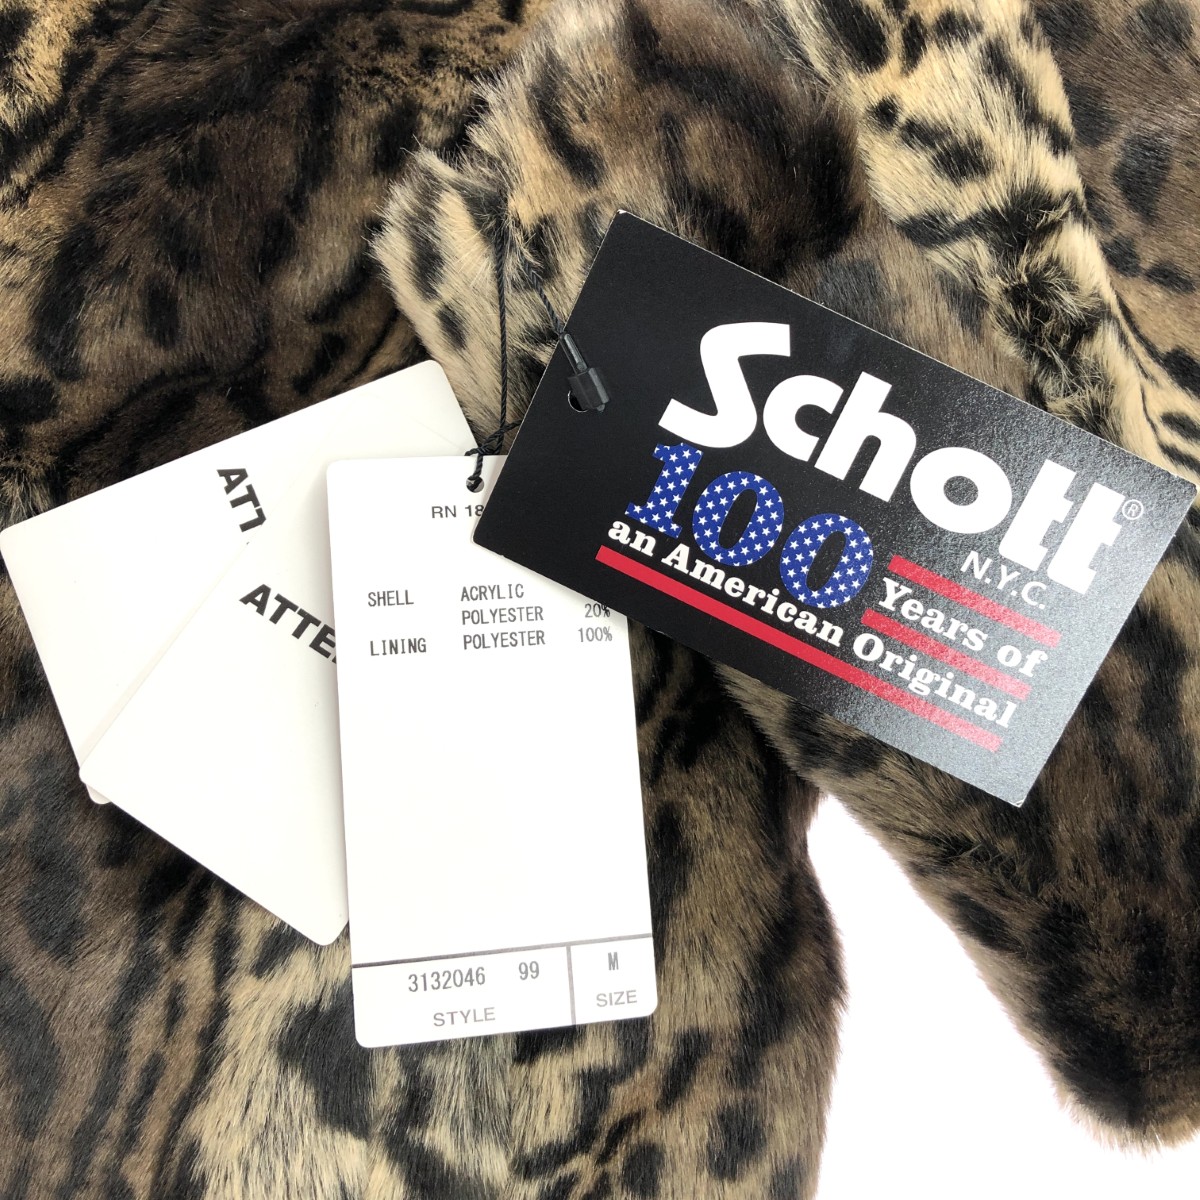 ATT
ATTE
RN 18
SHELL ACRYLIC
POLYESTER 20%
LINING POLYESTER 100%
3132046 99 M
STYLE SIZE
Schott®
N.Y.C.
100 Years of
an American Original